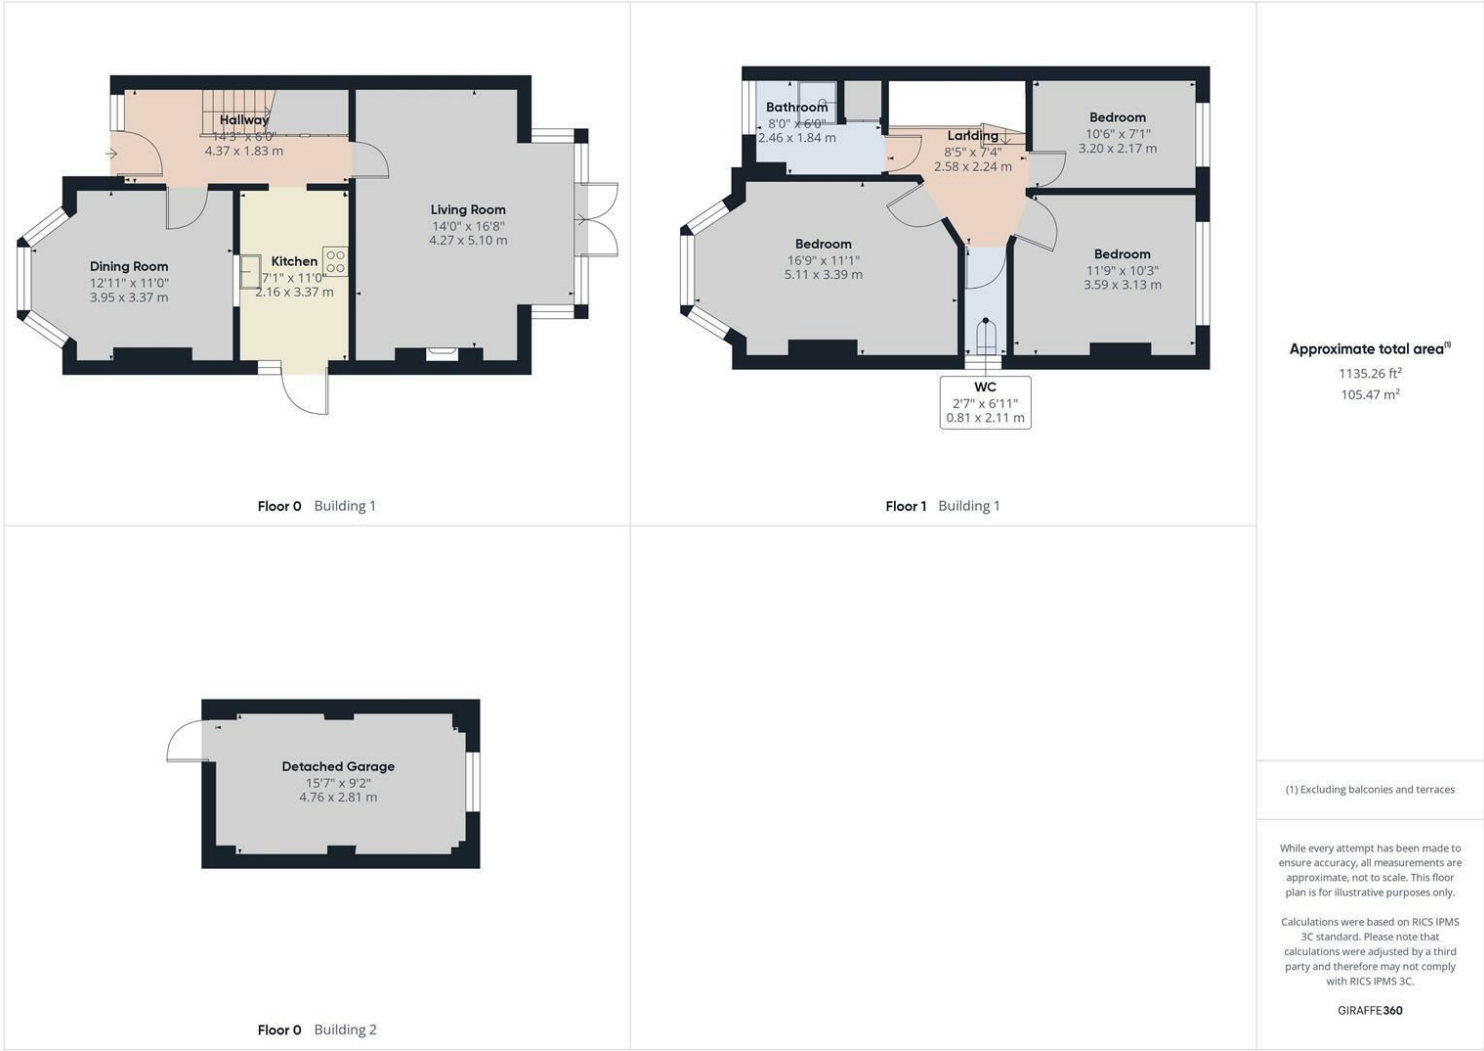 Hallway
14'3" x 6'0"
4.37 x 1.83 m
Living Room
14'0" x 16'8"
4.27 x 5.10 m
Dining Room
12'11" x 11'0"
3.95 x 3.37 m
Kitchen
7'1" x 11'0"
2.16 x 3.37 m
Floor 0 Building 1
Bathroom
8'0" x 6'0"
2.46 x 1.84 m
Landing
8'5" x 7'4"
2.58 x 2.24 m
Bedroom
10'6" x 7'1"
3.20 x 2.17 m
Bedroom
16'9" x 11'1"
5.11 x 3.39 m
Bedroom
11'9" x 10'3"
3.59 x 3.13 m
WC
2'7" x 6'11"
0.81 x 2.11 m
Floor 1 Building 1
Detached Garage
15'7" x 9'2"
4.76 x 2.81 m
Floor 0 Building 2
Approximate total area(1)
1135.26 ft²
105.47 m²
(1) Excluding balconies and terraces
While every attempt has been made to
ensure accuracy, all measurements are
approximate, not to scale. This floor
plan is for illustrative purposes only.
Calculations were based on RICS IPMS
3C standard. Please note that
calculations were adjusted by a third
party and therefore may not comply
with RICS IPMS 3C.
GIRAFFE360